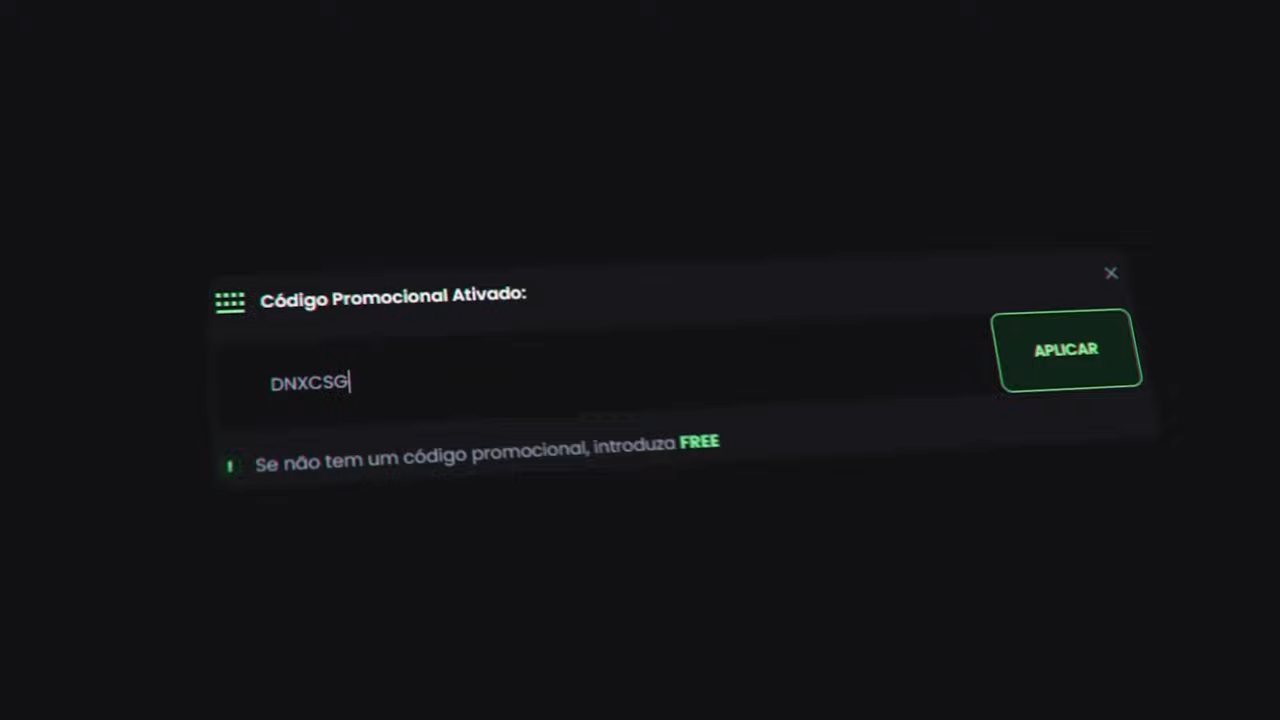 Código Promocional Ativado:
DNXCSG
APLICAR
! Se não tem um código promocional, introduza FREE